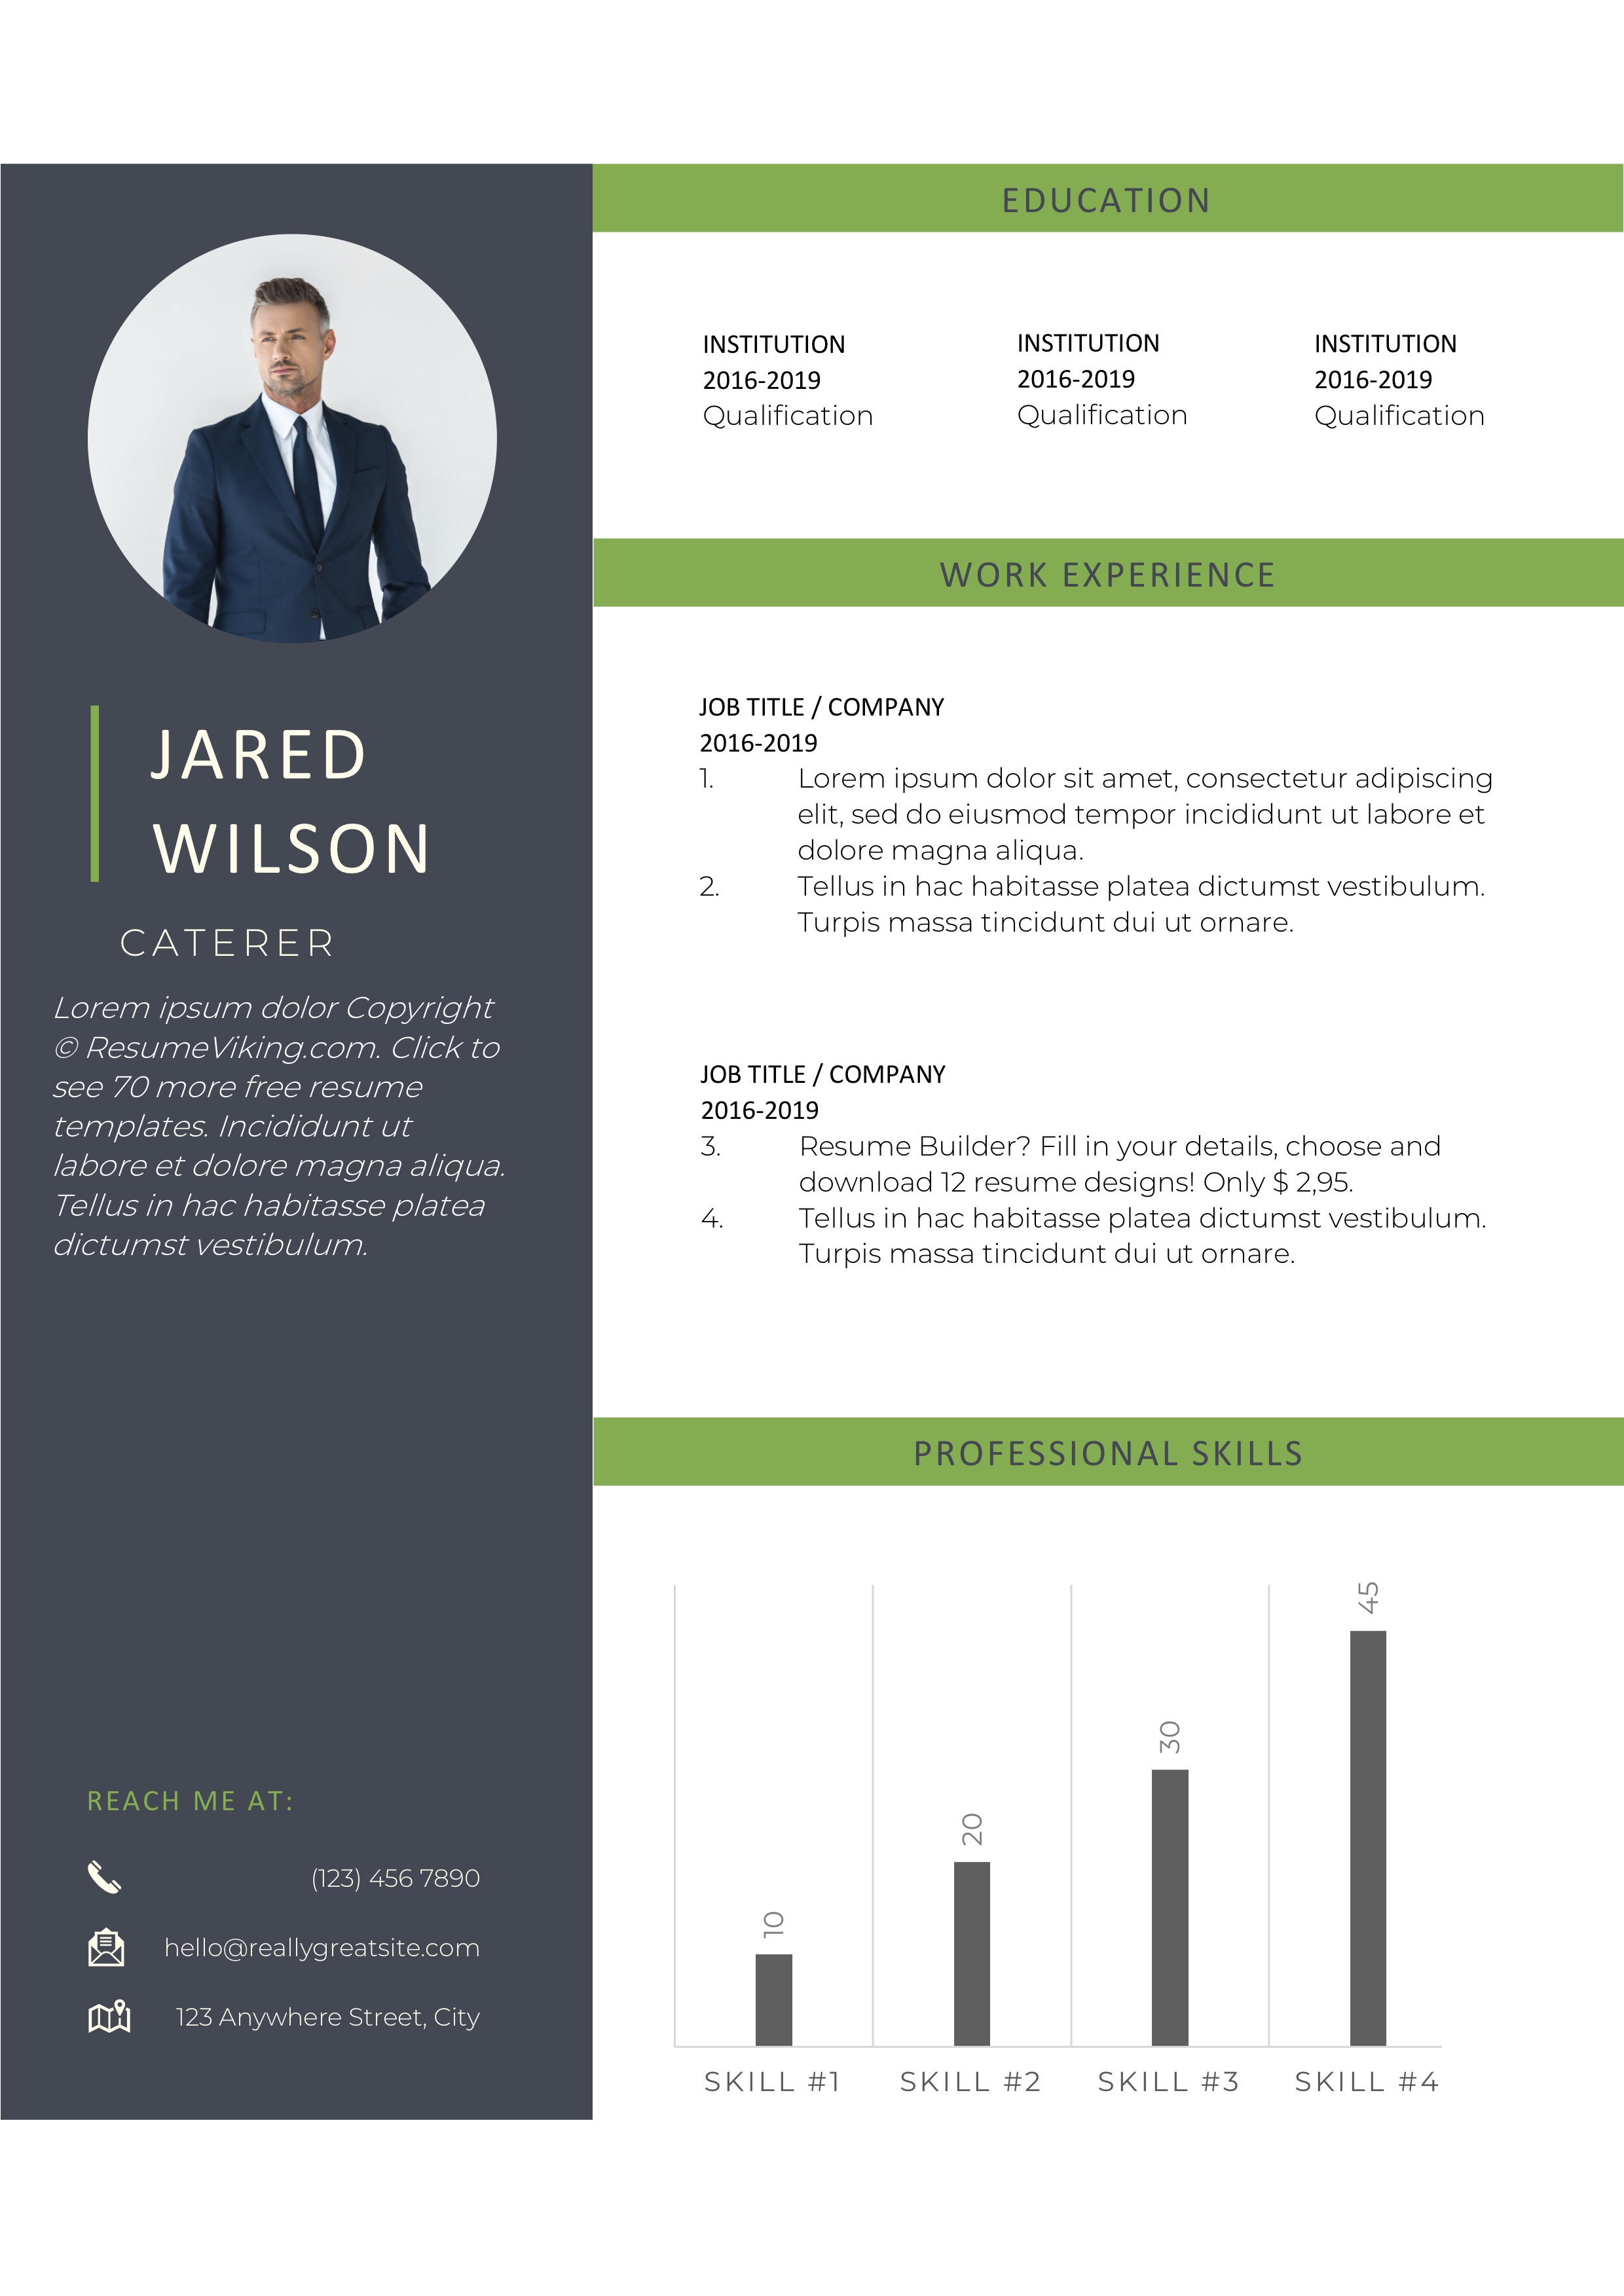 JARED
WILSON
CATERER
Lorem ipsum dolor Copyright
© ResumeViking.com. Click to
see 70 more free resume
templates. Incididunt ut
labore et dolore magna aliqua.
Tellus in hac habitasse platea
dictumst vestibulum.
REACH ME AT:
(123) 456 7890
hello@reallygreatsite.com
123 Anywhere Street, City
EDUCATION
INSTITUTION
2016-2019
Qualification
INSTITUTION
2016-2019
Qualification
INSTITUTION
2016-2019
Qualification
WORK EXPERIENCE
JOB TITLE / COMPANY
2016-2019
1. Lorem ipsum dolor sit amet, consectetur adipiscing
elit, sed do eiusmod tempor incididunt ut labore et
dolore magna aliqua.
2. Tellus in hac habitasse platea dictumst vestibulum.
Turpis massa tincidunt dui ut ornare.
JOB TITLE / COMPANY
2016-2019
3. Resume Builder? Fill in your details, choose and
download 12 resume designs! Only $ 2,95.
4. Tellus in hac habitasse platea dictumst vestibulum.
Turpis massa tincidunt dui ut ornare.
PROFESSIONAL SKILLS
10
20
30
45
SKILL #1
SKILL #2
SKILL #3
SKILL #4